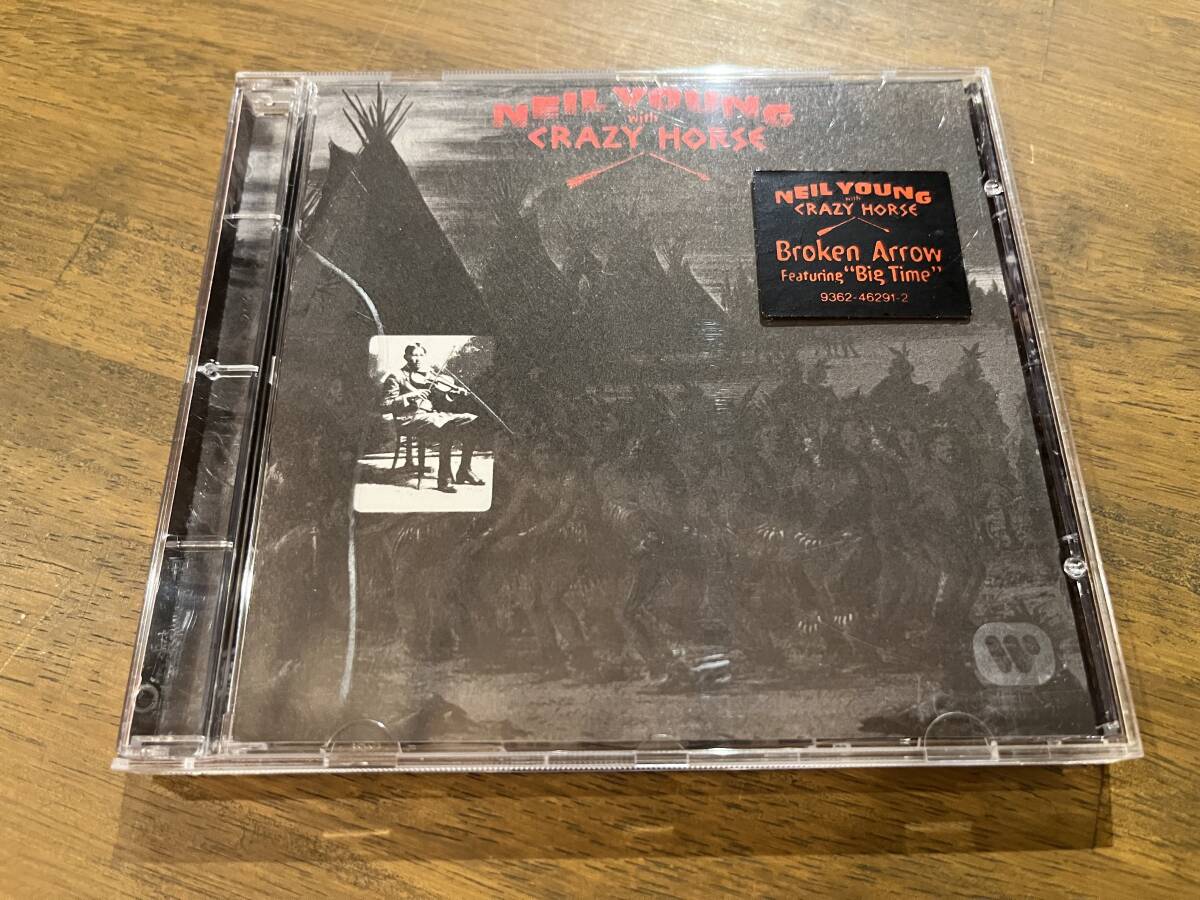 NEIL YOUNG
with
CRAZY HORSE
NEIL YOUNG
with
CRAZY HORSE
Broken Arrow
Featuring "Big Time"
9362-46291-2